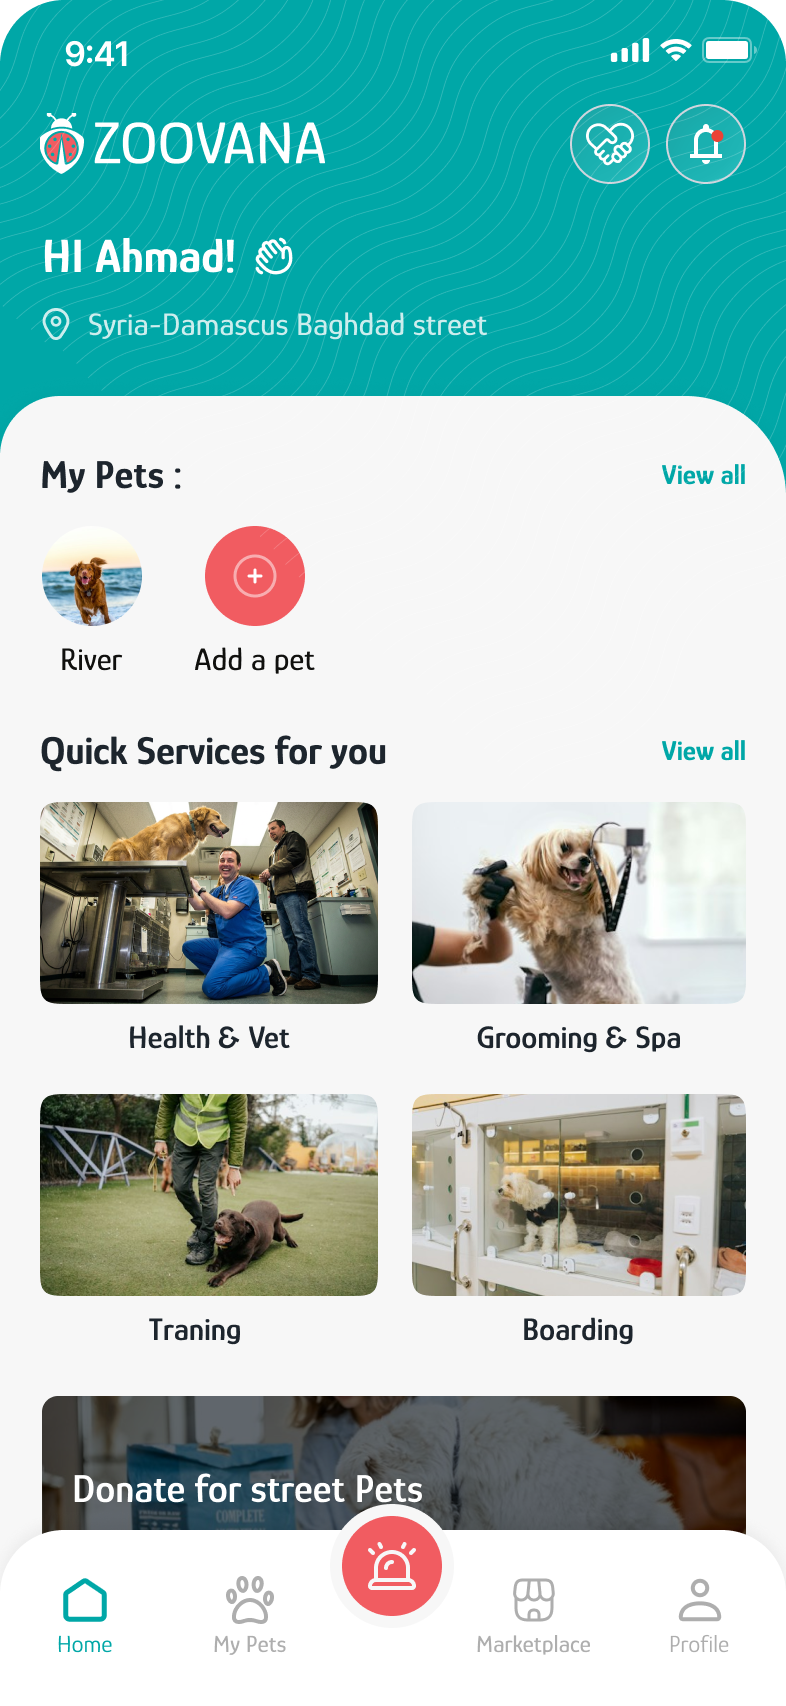 9:41
ZOOVANA
HI Ahmad!
Syria-Damascus Baghdad street
My Pets :
View all
River
Add a pet
Quick Services for you
View all
Health & Vet
Grooming & Spa
Traning
Boarding
Donate for street Pets
COMPLETE
Home
My Pets
Marketplace
Profile